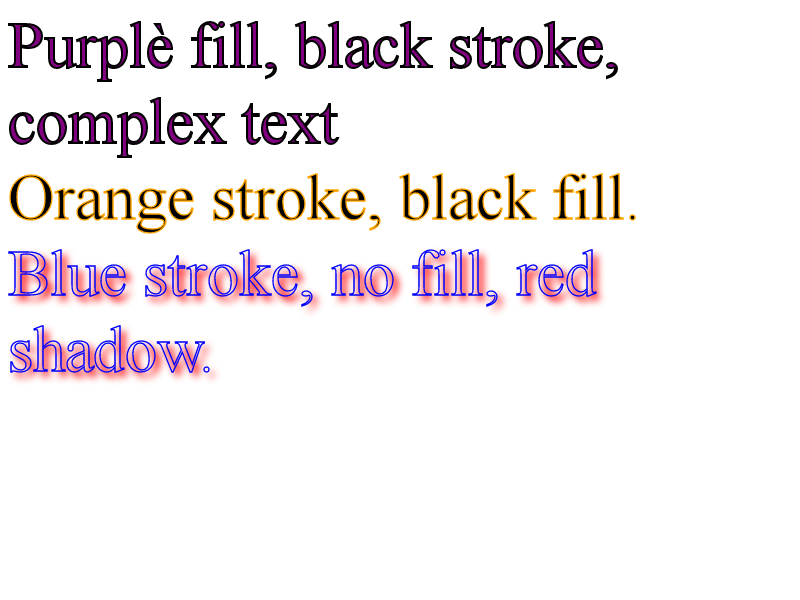 Purplè fill, black stroke,
complex text
Orange stroke, black fill.
Blue stroke, no fill, red
shadow.